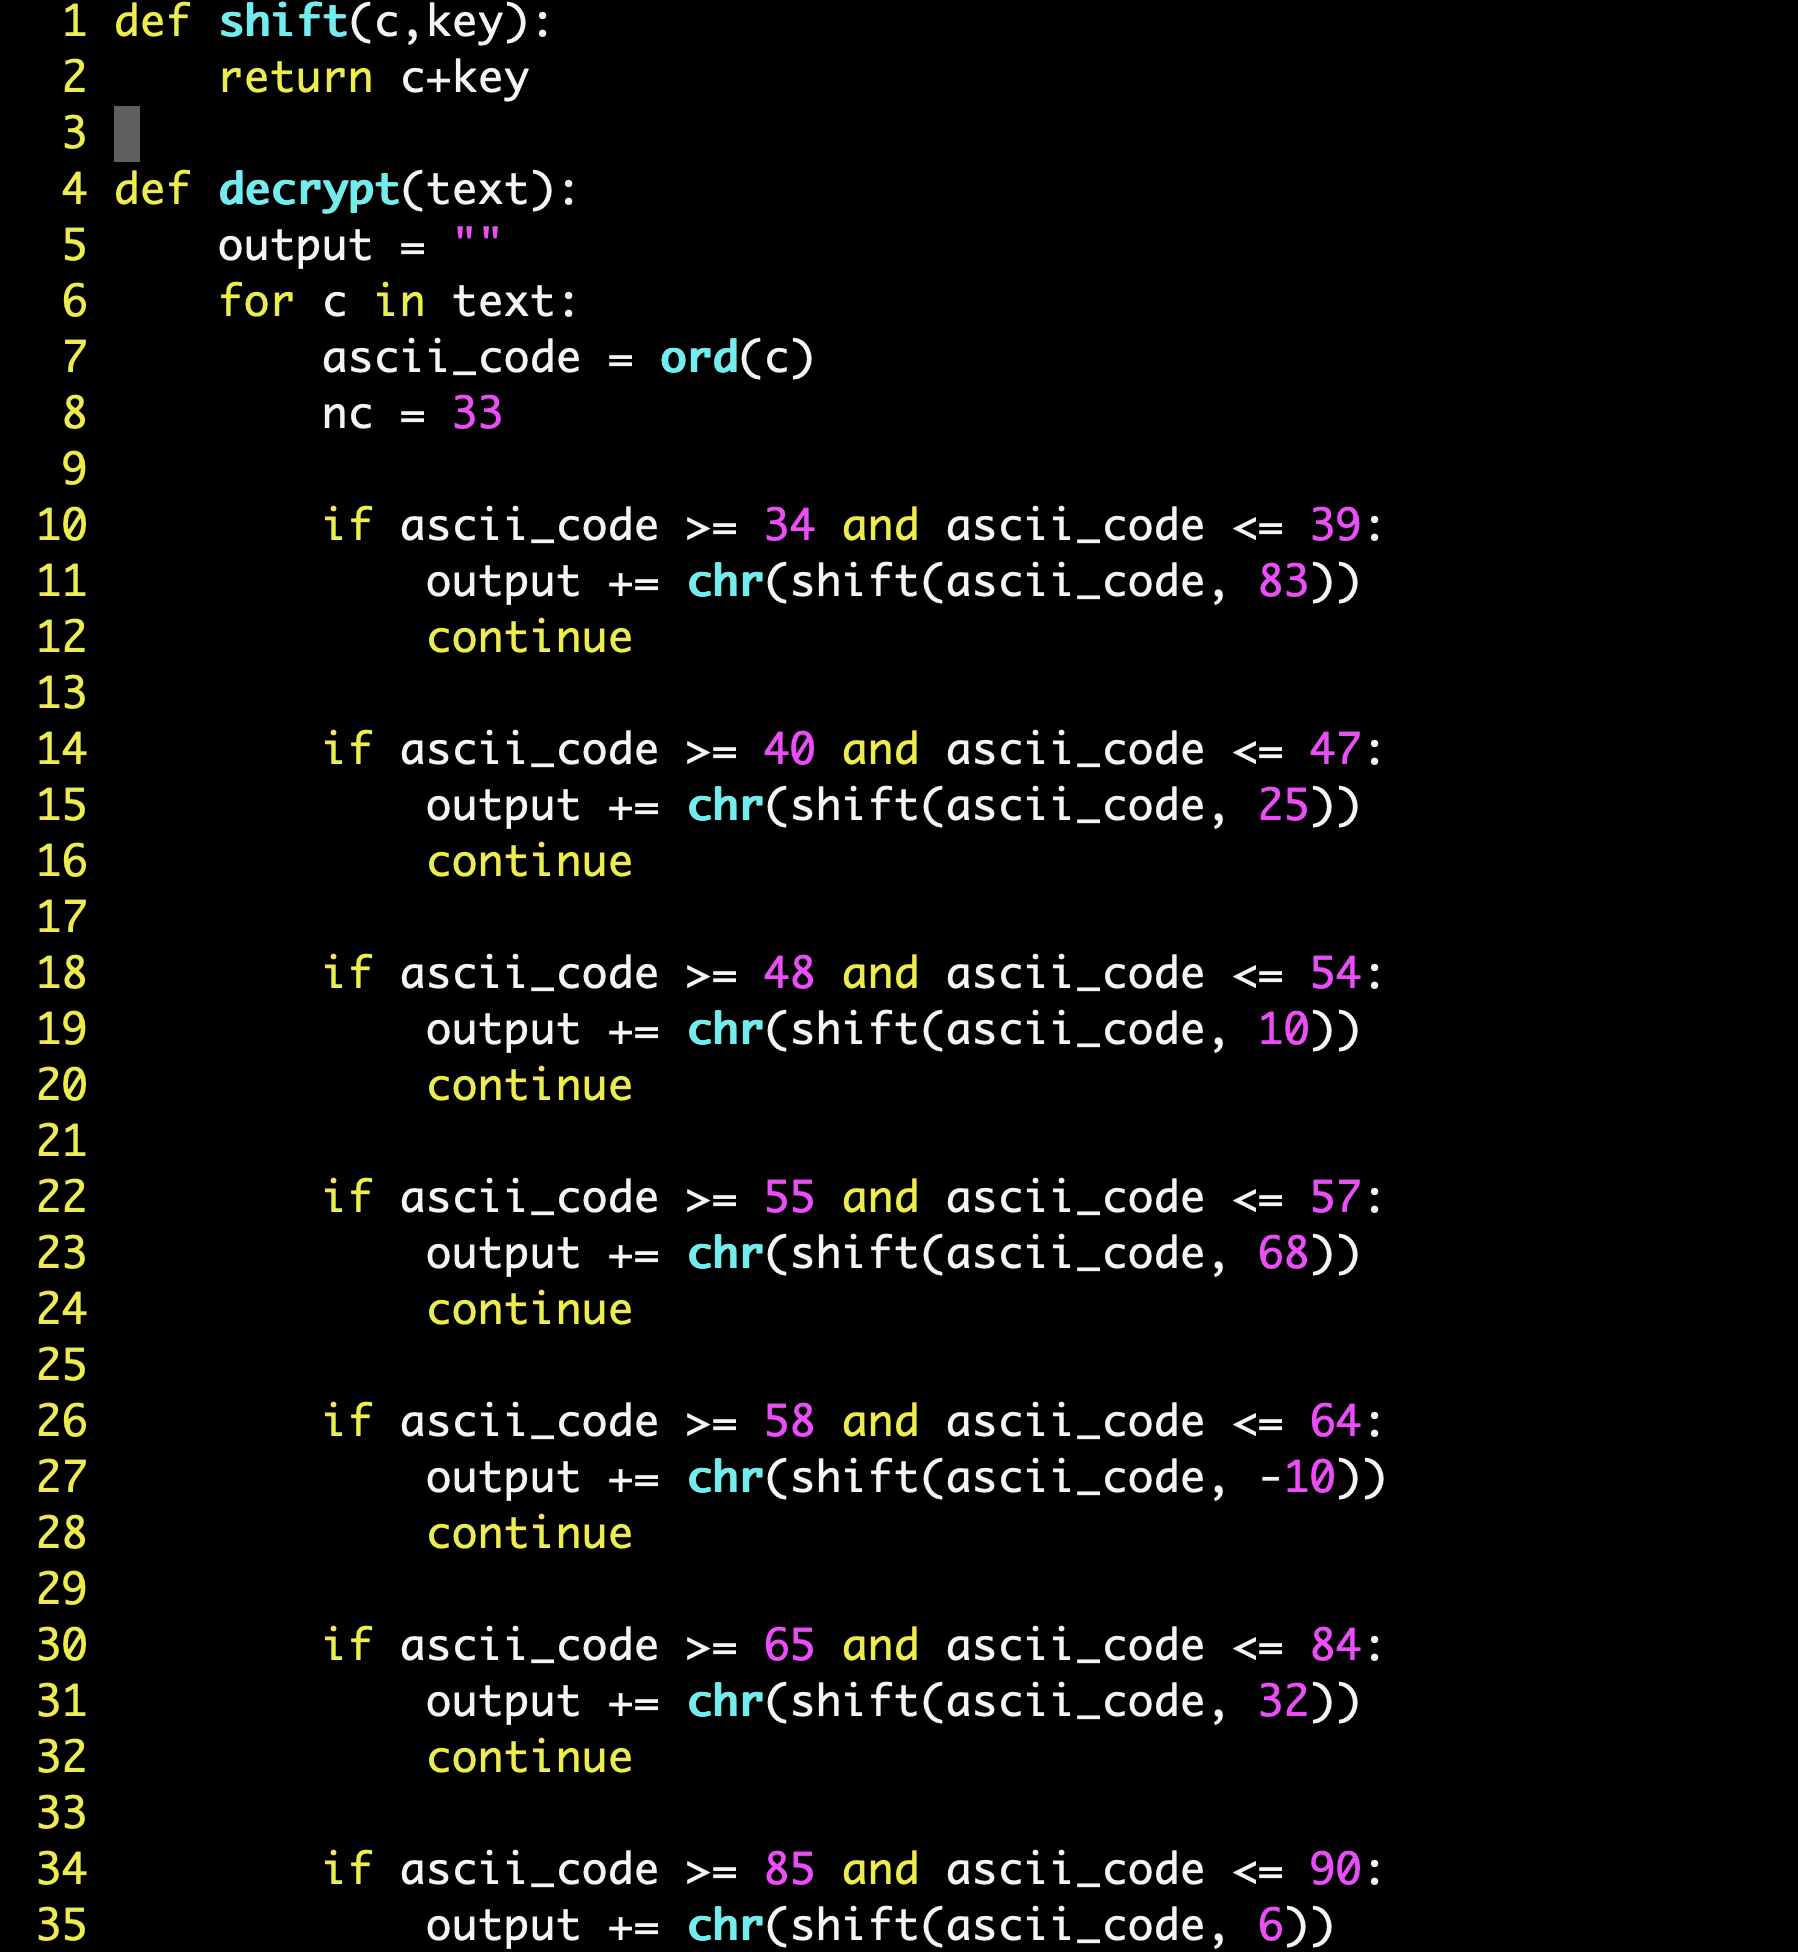 1 def shift(c,key):
2     return c+key
3
4 def decrypt(text):
5     output = ""
6     for c in text:
7         ascii_code = ord(c)
8         nc = 33
9
10         if ascii_code >= 34 and ascii_code <= 39:
11             output += chr(shift(ascii_code, 83))
12             continue
13
14         if ascii_code >= 40 and ascii_code <= 47:
15             output += chr(shift(ascii_code, 25))
16             continue
17
18         if ascii_code >= 48 and ascii_code <= 54:
19             output += chr(shift(ascii_code, 10))
20             continue
21
22         if ascii_code >= 55 and ascii_code <= 57:
23             output += chr(shift(ascii_code, 68))
24             continue
25
26         if ascii_code >= 58 and ascii_code <= 64:
27             output += chr(shift(ascii_code, -10))
28             continue
29
30         if ascii_code >= 65 and ascii_code <= 84:
31             output += chr(shift(ascii_code, 32))
32             continue
33
34         if ascii_code >= 85 and ascii_code <= 90:
35             output += chr(shift(ascii_code, 6))